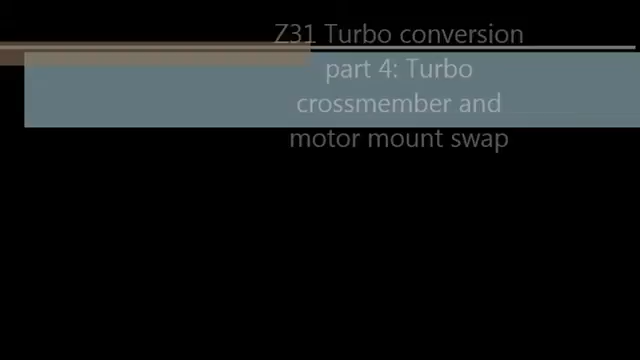 Z31 Turbo conversion
part 4: Turbo
crossmember and
motor mount swap